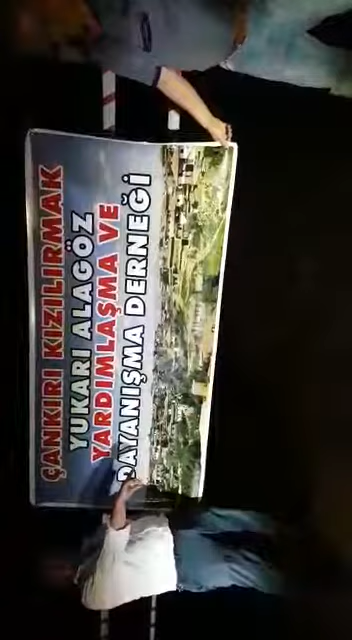 ÇANKIRI KIZILIRMAK
YUKARI ALAGÖZ
YARDIMLAŞMA VE
DAYANIŞMA DERNEĞİ